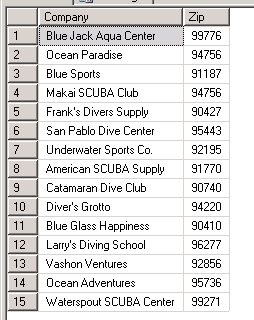 Company Zip
1 Blue Jack Aqua Center 99776
2 Ocean Paradise 94756
3 Blue Sports 91187
4 Makai SCUBA Club 94756
5 Frank's Divers Supply 90427
6 San Pablo Dive Center 95443
7 Underwater Sports Co. 92195
8 American SCUBA Supply 91770
9 Catamaran Dive Club 90740
10 Diver's Grotto 94220
11 Blue Glass Happiness 90410
12 Larry's Diving School 96277
13 Vashon Ventures 92856
14 Ocean Adventures 95736
15 Waterspout SCUBA Center 99271